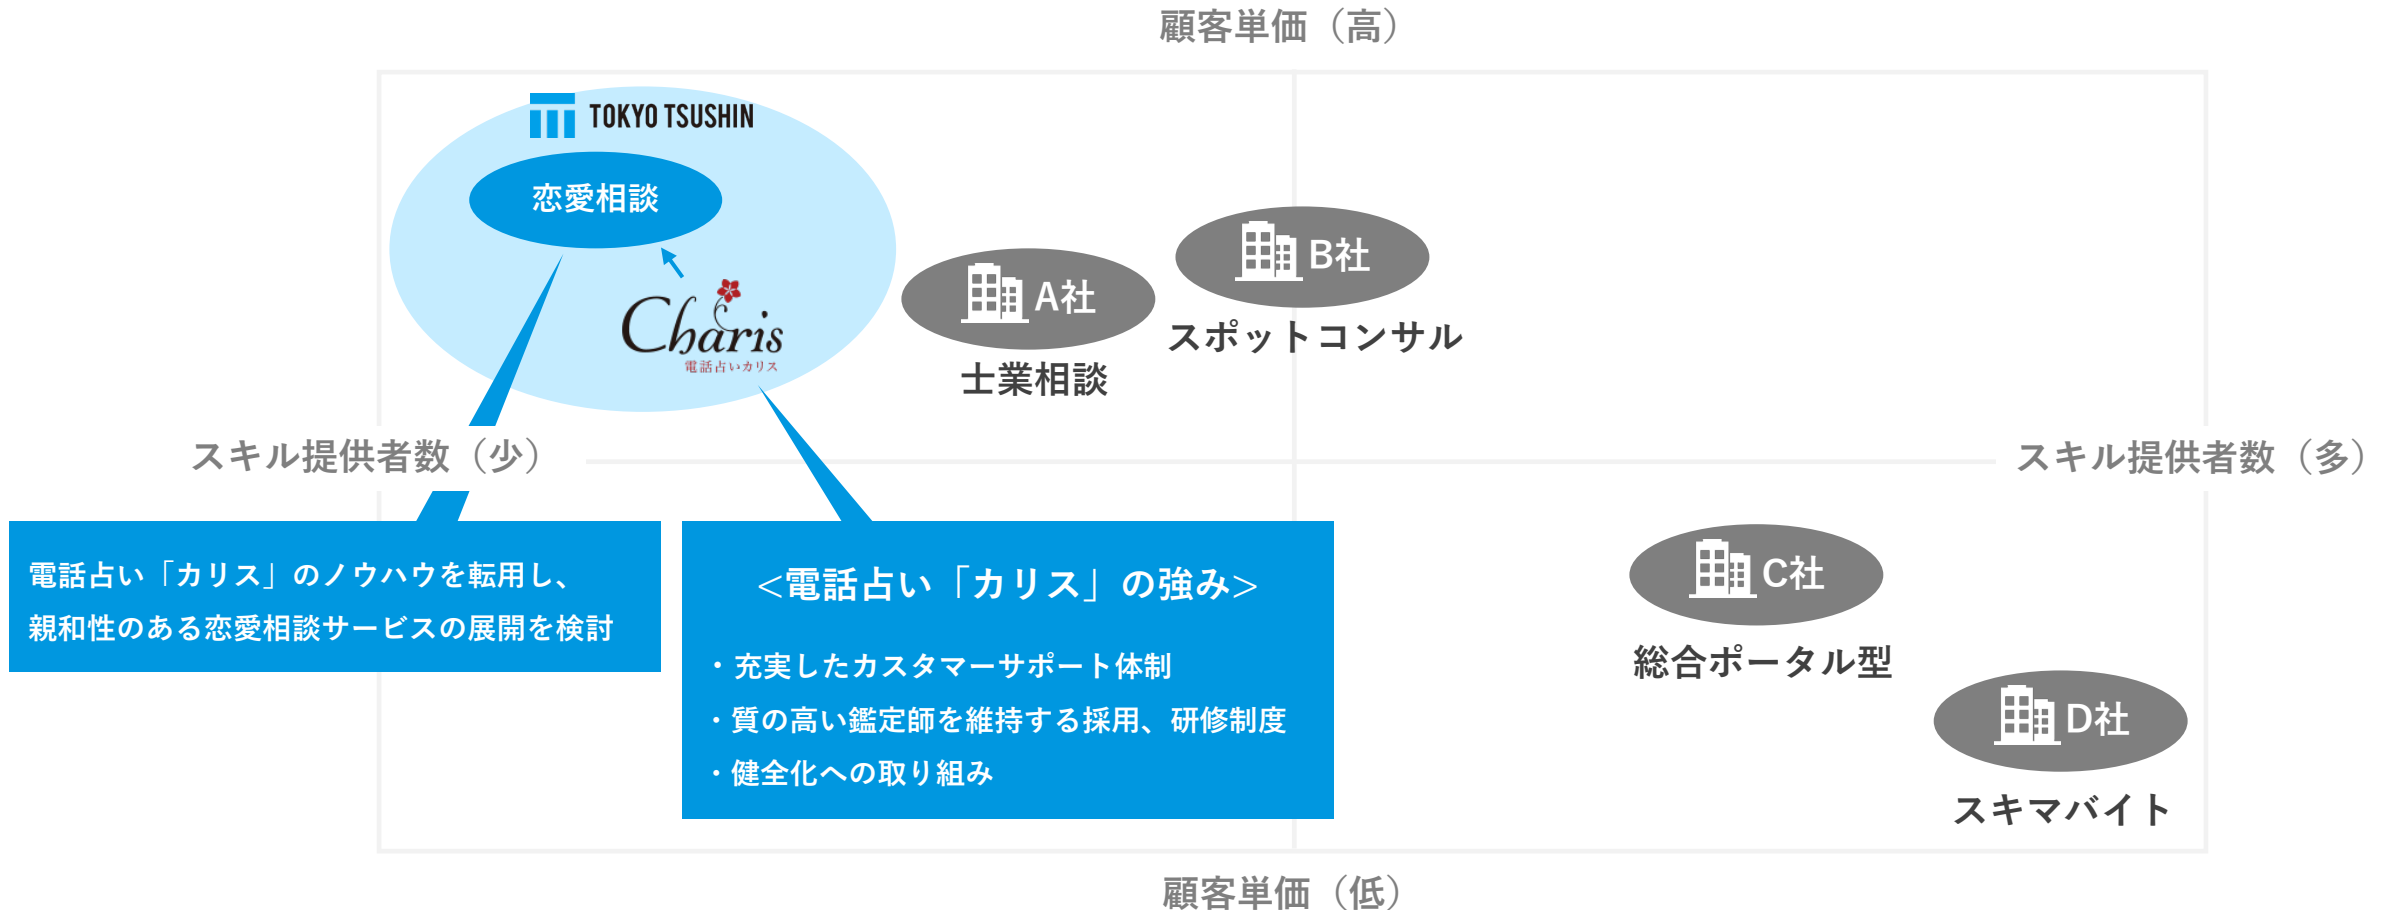 顧客単価（高）
TOKYO TSUSHIN
恋愛相談
Charis
電話占いカリス
A社
士業相談
B社
スポットコンサル
スキル提供者数（少）
スキル提供者数（多）
電話占い「カリス」のノウハウを転用し、
親和性のある恋愛相談サービスの展開を検討
<電話占い「カリス」の強み>
・充実したカスタマーサポート体制
・質の高い鑑定師を維持する採用、研修制度
・健全化への取り組み
C社
総合ポータル型
D社
スキマバイト
顧客単価（低）